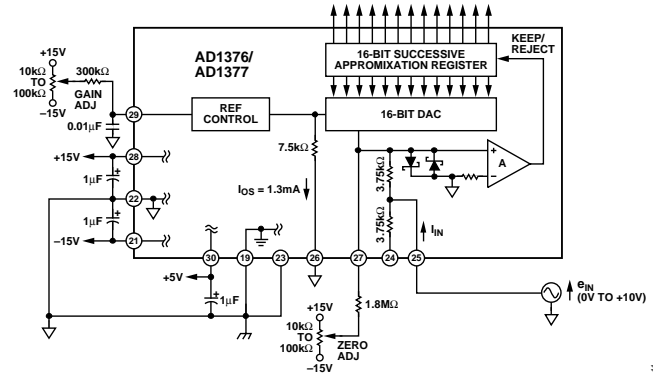 +15V
10kΩ
TO
100kΩ
–15V
300kΩ
GAIN
ADJ
0.01µF
29
AD1376/
AD1377
REF
CONTROL
16-BIT SUCCESSIVE
APPROMIXATION REGISTER
KEEP/
REJECT
16-BIT DAC
7.5kΩ
IOS = 1.3mA
3.75kΩ
3.75kΩ
+
–
A
IIN
+15V
28
1µF
+
22
1µF
+
–15V
21
30
19
23
26
27
24
25
+5V
+
1µF
1.8MΩ
+15V
10kΩ
TO
100kΩ
–15V
ZERO
ADJ
eIN
(0V TO +10V)
: